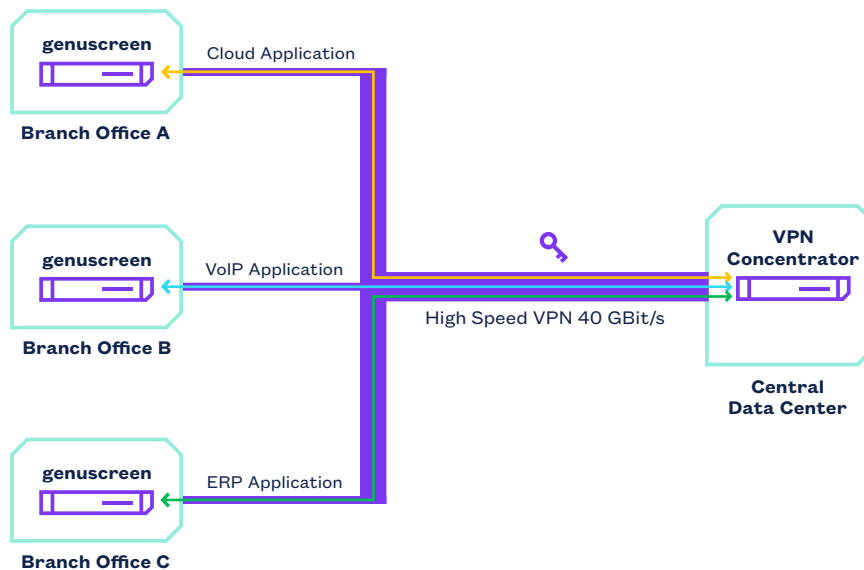 genuscreen
Cloud Application
Branch Office A
genuscreen
VoIP Application
Branch Office B
VPN
Concentrator
High Speed VPN 40 GBit/s
Central
Data Center
genuscreen
ERP Application
Branch Office C